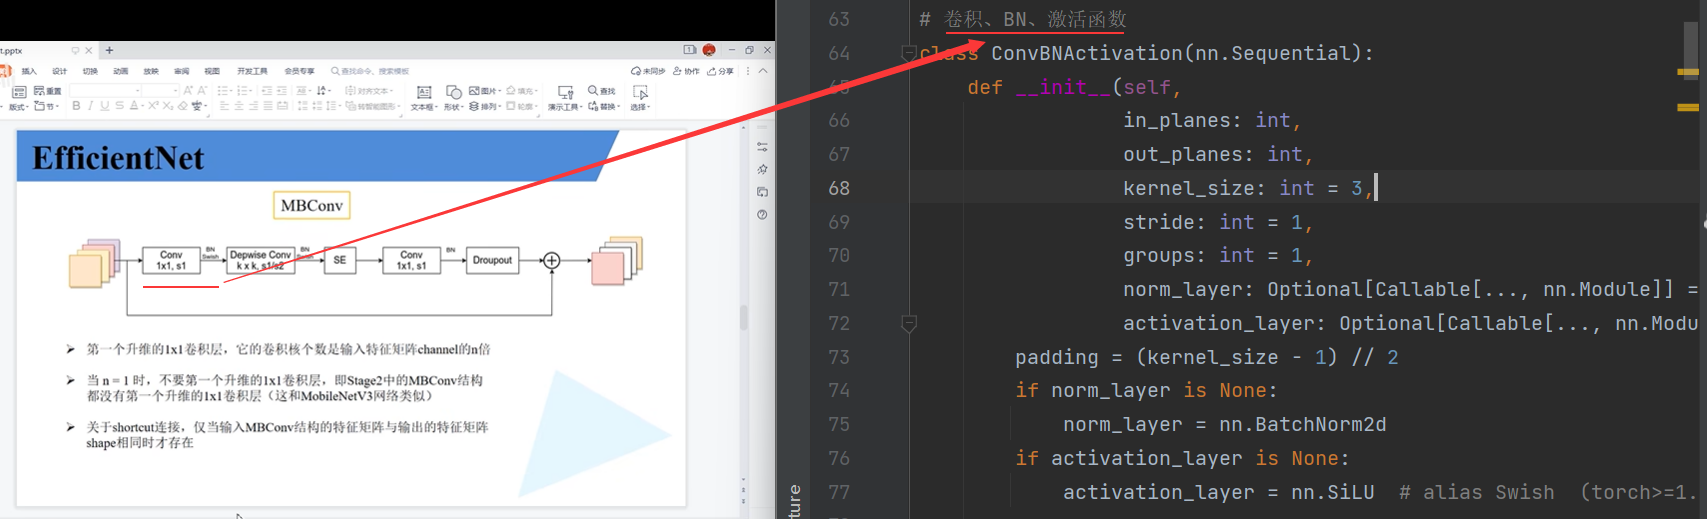 t.pptx
+
1
插入 设计 切换 动画 放映 审阅 视图 开发工具 会员专享 查找命令、搜索模板 未同步 协作 分享
版式 重置 节 B I U S A X² X₂ 对齐文本 转智能图形 文本框 形状 图片 排列 填充 轮廓 演示工具 查找 替换 选择
EfficientNet
MBConv
Conv
1x1, s1
BN
Swish
Depwise Conv
k x k, s1/s2
BN
SE
Conv
1x1, s1
BN
Droupout
➢ 第一个升维的1x1卷积层，它的卷积核个数是输入特征矩阵channel的n倍
➢ 当 n = 1 时，不要第一个升维的1x1卷积层，即Stage2中的MBConv结构
都没有第一个升维的1x1卷积层（这和MobileNetV3网络类似）
➢ 关于shortcut连接，仅当输入MBConv结构的特征矩阵与输出的特征矩阵
shape相同时才存在
63 # 卷积、BN、激活函数
64 class ConvBNActivation(nn.Sequential):
65 def __init__(self,
66 in_planes: int,
67 out_planes: int,
68 kernel_size: int = 3,
69 stride: int = 1,
70 groups: int = 1,
71 norm_layer: Optional[Callable[..., nn.Module]] =
72 activation_layer: Optional[Callable[..., nn.Modu
73 padding = (kernel_size - 1) // 2
74 if norm_layer is None:
75 norm_layer = nn.BatchNorm2d
76 if activation_layer is None:
77 activation_layer = nn.SiLU # alias Swish (torch>=1.
ture